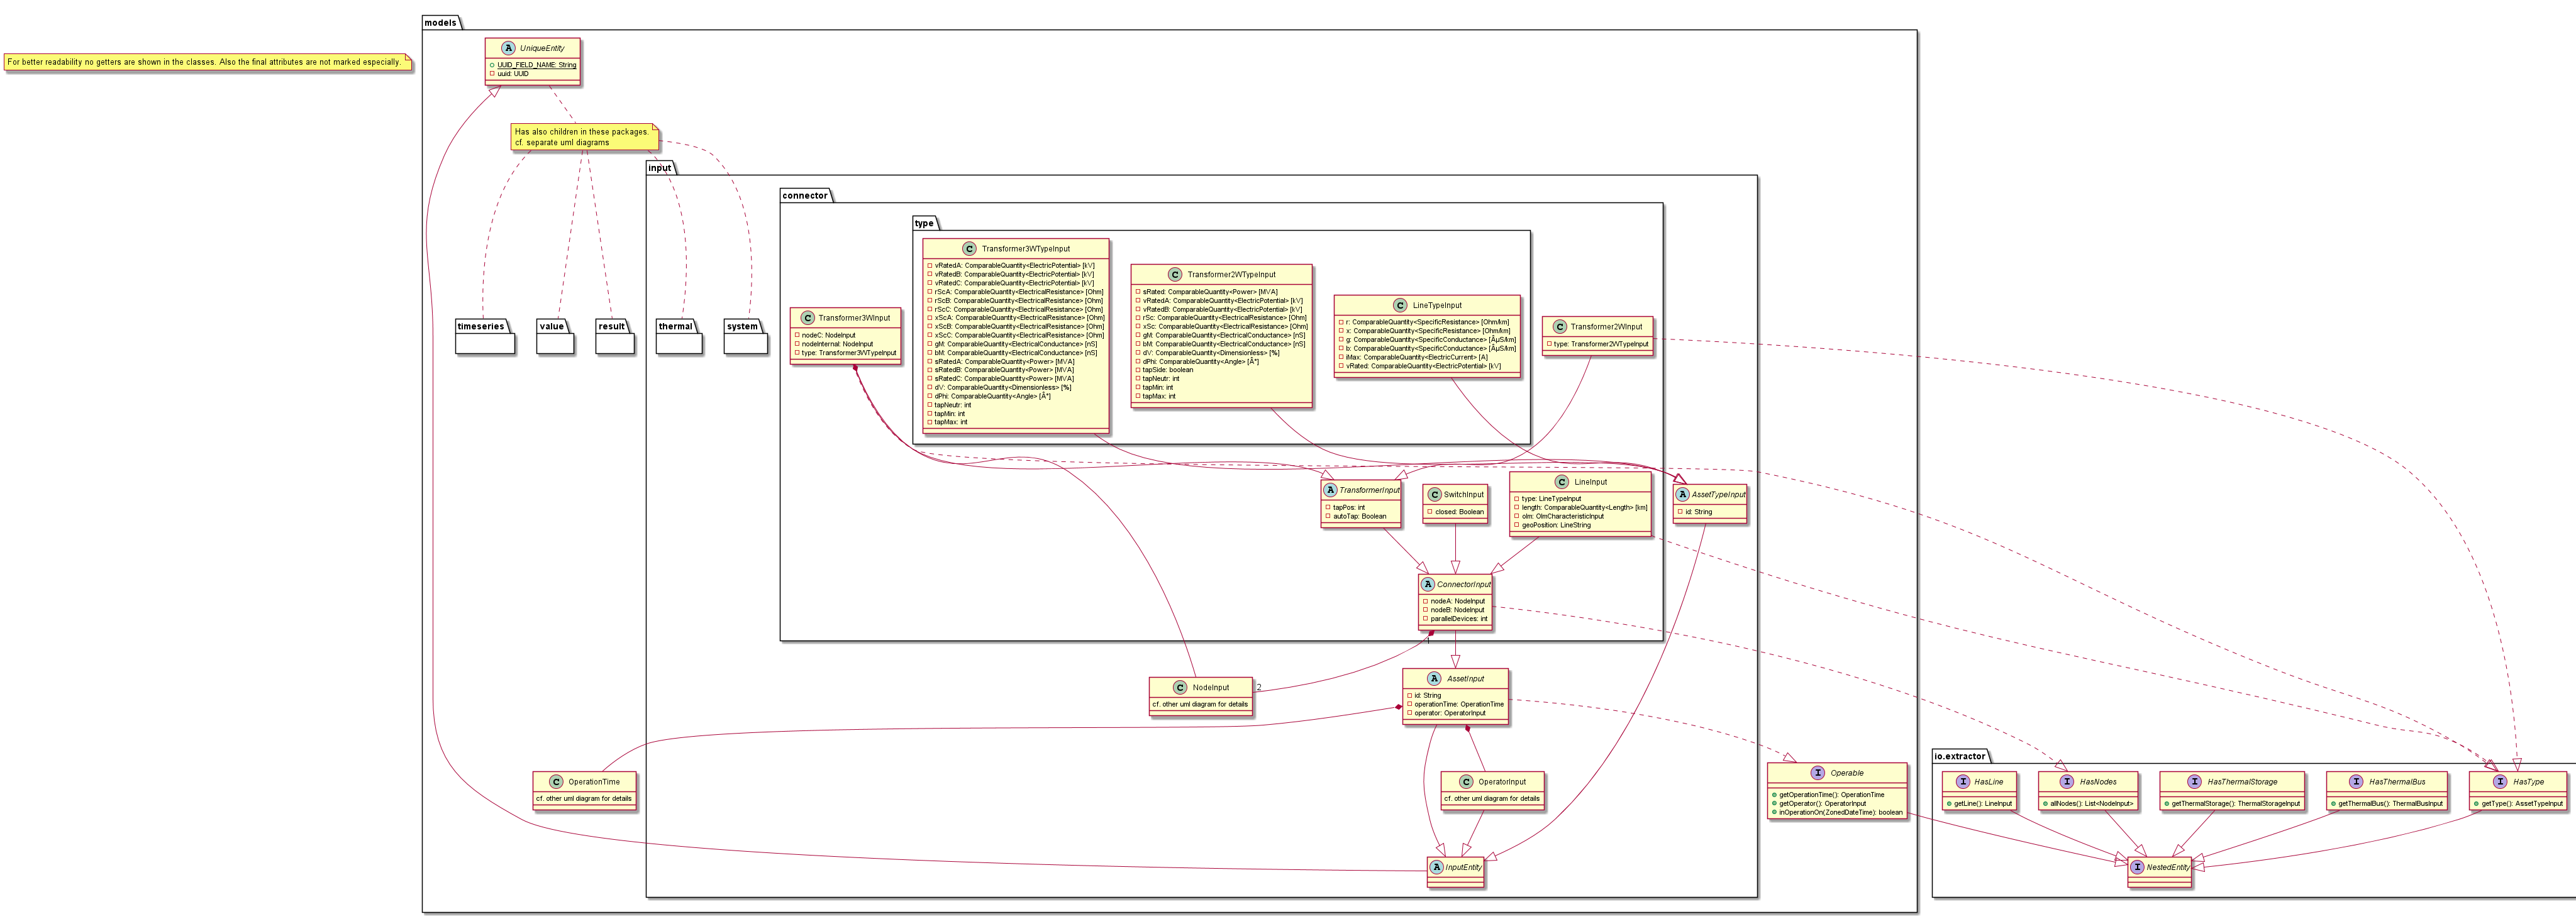 models
For better readability no getters are shown in the classes. Also the final attributes are not marked especially.
A UniqueEntity
UUID_FIELD_NAME: String
uuid: UUID
Has also children in these packages.
cf. separate uml diagrams
timeseries
value
result
thermal
system
input
connector
type
C Transformer3WInput
nodeC: NodeInput
nodeInternal: NodeInput
type: Transformer3WTypeInput
C Transformer3WTypeInput
vRatedA: ComparableQuantity<ElectricPotential> [kV]
vRatedB: ComparableQuantity<ElectricPotential> [kV]
vRatedC: ComparableQuantity<ElectricPotential> [kV]
rScA: ComparableQuantity<ElectricalResistance> [Ohm]
rScB: ComparableQuantity<ElectricalResistance> [Ohm]
rScC: ComparableQuantity<ElectricalResistance> [Ohm]
xScA: ComparableQuantity<ElectricalResistance> [Ohm]
xScB: ComparableQuantity<ElectricalResistance> [Ohm]
xScC: ComparableQuantity<ElectricalResistance> [Ohm]
gM: ComparableQuantity<ElectricalConductance> [nS]
bM: ComparableQuantity<ElectricalConductance> [nS]
sRatedA: ComparableQuantity<Power> [MVA]
sRatedB: ComparableQuantity<Power> [MVA]
sRatedC: ComparableQuantity<Power> [MVA]
dV: ComparableQuantity<Dimensionless> [%]
dPhi: ComparableQuantity<Angle> [Â°]
tapNeutr: int
tapMin: int
tapMax: int
C Transformer2WTypeInput
sRated: ComparableQuantity<Power> [MVA]
vRatedA: ComparableQuantity<ElectricPotential> [kV]
vRatedB: ComparableQuantity<ElectricPotential> [kV]
rSc: ComparableQuantity<ElectricalResistance> [Ohm]
xSc: ComparableQuantity<ElectricalResistance> [Ohm]
gM: ComparableQuantity<ElectricalConductance> [nS]
bM: ComparableQuantity<ElectricalConductance> [nS]
dV: ComparableQuantity<Dimensionless> [%]
dPhi: ComparableQuantity<Angle> [Â°]
tapSide: boolean
tapNeutr: int
tapMin: int
tapMax: int
C LineTypeInput
r: ComparableQuantity<SpecificResistance> [Ohm/km]
x: ComparableQuantity<SpecificResistance> [Ohm/km]
g: ComparableQuantity<SpecificConductance> [ÂµS/km]
b: ComparableQuantity<SpecificConductance> [ÂµS/km]
iMax: ComparableQuantity<ElectricCurrent> [A]
vRated: ComparableQuantity<ElectricPotential> [kV]
C Transformer2WInput
type: Transformer2WTypeInput
A TransformerInput
tapPos: int
autoTap: Boolean
C SwitchInput
closed: Boolean
C LineInput
type: LineTypeInput
length: ComparableQuantity<Length> [km]
olm: OlmCharacteristicInput
geoPosition: LineString
A AssetTypeInput
id: String
A ConnectorInput
nodeA: NodeInput
nodeB: NodeInput
parallelDevices: int
1
C NodeInput
cf. other uml diagram for details
2
A AssetInput
id: String
operationTime: OperationTime
operator: OperatorInput
C OperationTime
cf. other uml diagram for details
C OperatorInput
cf. other uml diagram for details
I Operable
getOperationTime(): OperationTime
getOperator(): OperatorInput
inOperationOn(ZonedDateTime): boolean
A InputEntity
io.extractor
I HasLine
getLine(): LineInput
I HasNodes
allNodes(): List<NodeInput>
I HasThermalStorage
getThermalStorage(): ThermalStorageInput
I HasThermalBus
getThermalBus(): ThermalBusInput
I HasType
getType(): AssetTypeInput
I NestedEntity